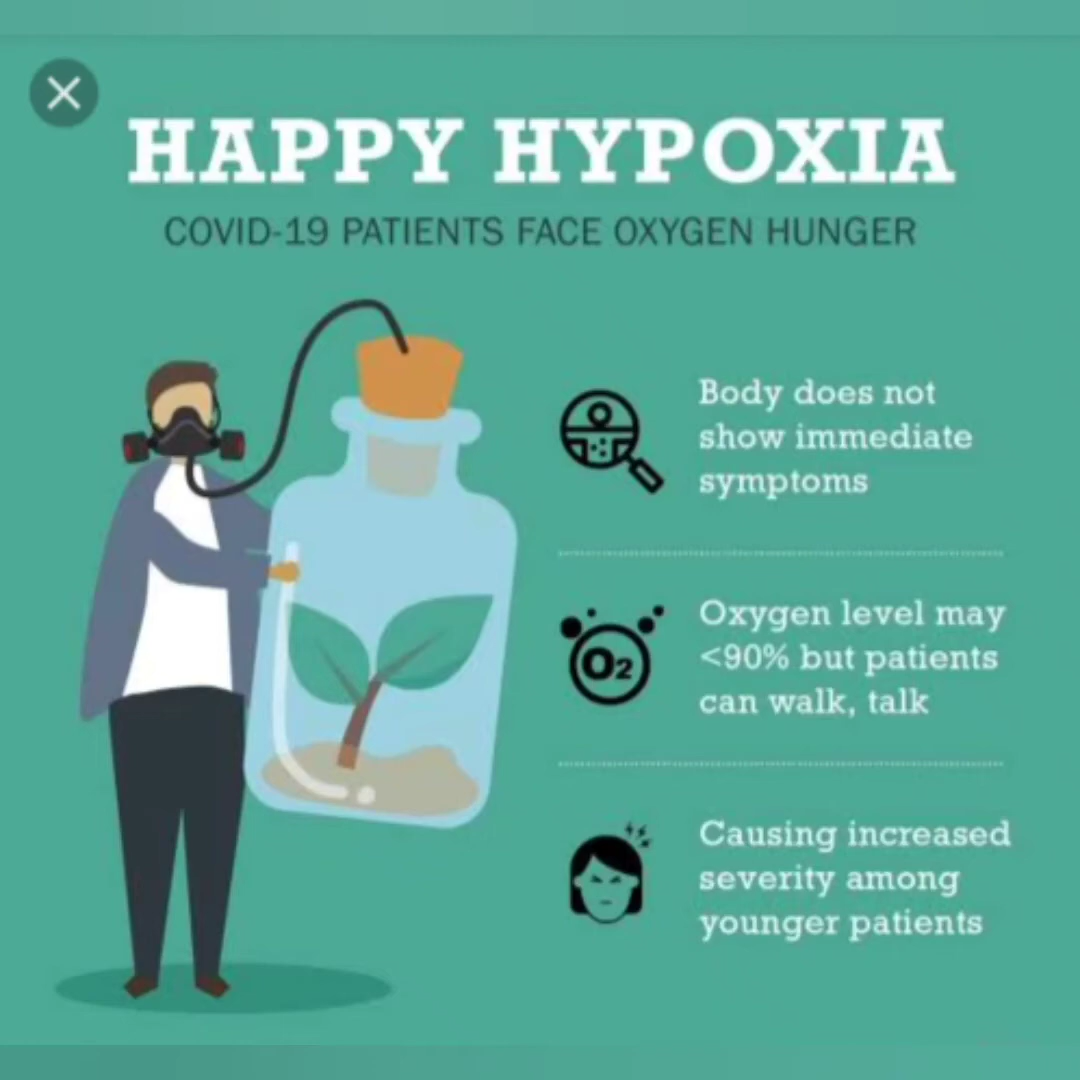 HAPPY HYPOXIA
COVID-19 PATIENTS FACE OXYGEN HUNGER
Body does not
show immediate
symptoms
O2
Oxygen level may
<90% but patients
can walk, talk
Causing increased
severity among
younger patients